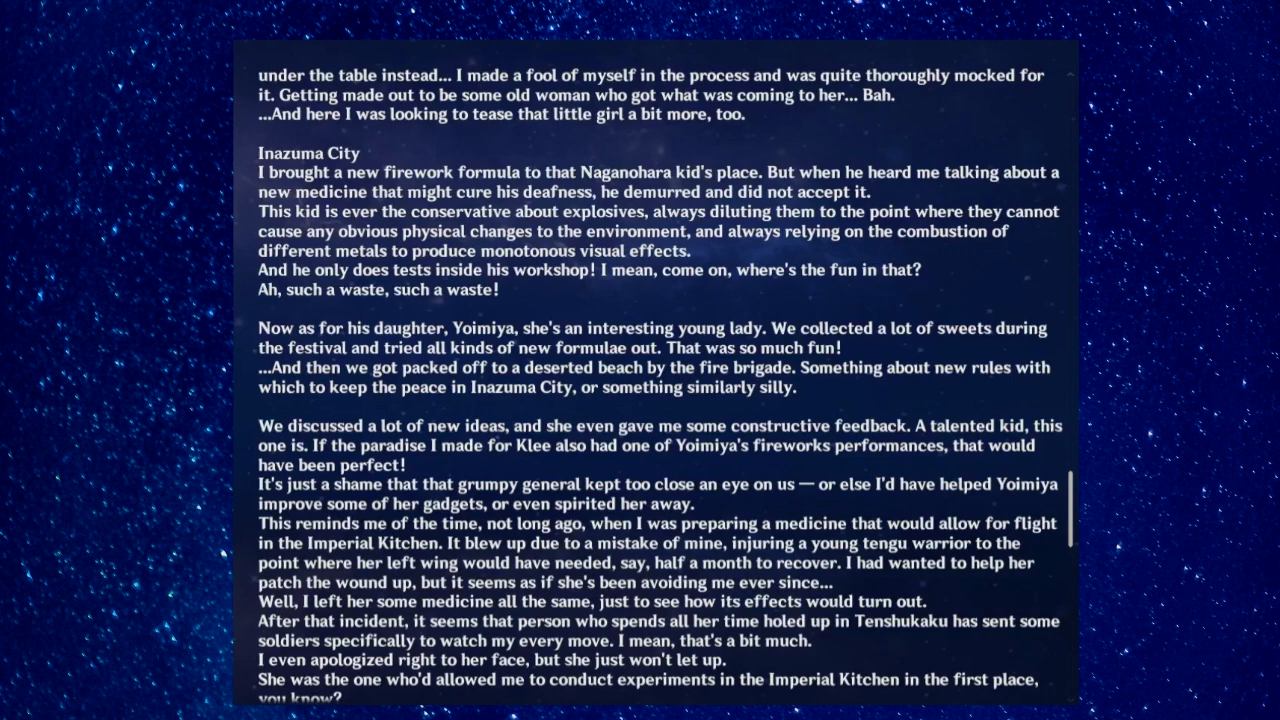 under the table instead... I made a fool of myself in the process and was quite thoroughly mocked for
it. Getting made out to be some old woman who got what was coming to her... Bah.
...And here I was looking to tease that little girl a bit more, too.
Inazuma City
I brought a new firework formula to that Naganohara kid's place. But when he heard me talking about a
new medicine that might cure his deafness, he demurred and did not accept it.
This kid is ever the conservative about explosives, always diluting them to the point where they cannot
cause any obvious physical changes to the environment, and always relying on the combustion of
different metals to produce monotonous visual effects.
And he only does tests inside his workshop! I mean, come on, where's the fun in that?
Ah, such a waste, such a waste!
Now as for his daughter, Yoimiya, she's an interesting young lady. We collected a lot of sweets during
the festival and tried all kinds of new formulae out. That was so much fun!
...And then we got packed off to a deserted beach by the fire brigade. Something about new rules with
which to keep the peace in Inazuma City, or something similarly silly.
We discussed a lot of new ideas, and she even gave me some constructive feedback. A talented kid, this
one is. If the paradise I made for Klee also had one of Yoimiya's fireworks performances, that would
have been perfect!
It's just a shame that that grumpy general kept too close an eye on us — or else I'd have helped Yoimiya
improve some of her gadgets, or even spirited her away.
This reminds me of the time, not long ago, when I was preparing a medicine that would allow for flight
in the Imperial Kitchen. It blew up due to a mistake of mine, injuring a young tengu warrior to the
point where her left wing would have needed, say, half a month to recover. I had wanted to help her
patch the wound up, but it seems as if she's been avoiding me ever since...
Well, I left her some medicine all the same, just to see how its effects would turn out.
After that incident, it seems that person who spends all her time holed up in Tenshukaku has sent some
soldiers specifically to watch my every move. I mean, that's a bit much.
I even apologized right to her face, but she just won't let up.
She was the one who'd allowed me to conduct experiments in the Imperial Kitchen in the first place,
you know?